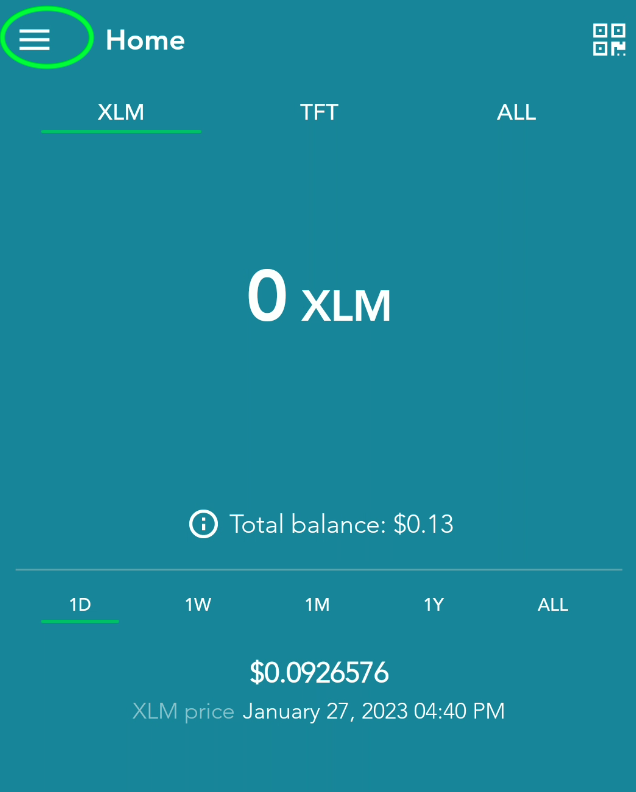 Home
XLM TFT ALL
0 XLM
Total balance: $0.13
1D 1W 1M 1Y ALL
$0.0926576
XLM price January 27, 2023 04:40 PM